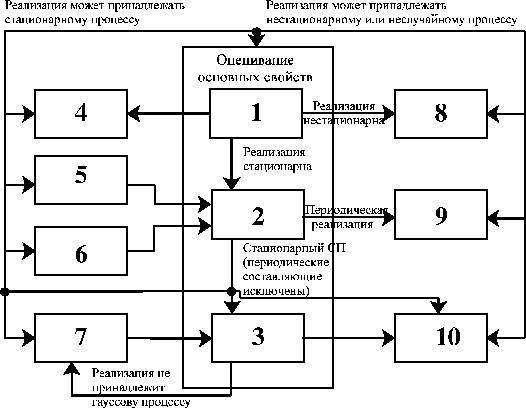 Реализация может принадлежать
стационарному процессу
Реализация может принадлежать
нестационарному или неслучайному процессу
Оценивание
основных свойств
4
1
8
Реализация
нестационарна
Реализация
стационарна
5
2
9
Периодическая
реализация
6
Стационарный СП
(периодические
составляющие
исключены)
7
3
10
Реализация не
принадлежит
гауссову процессу